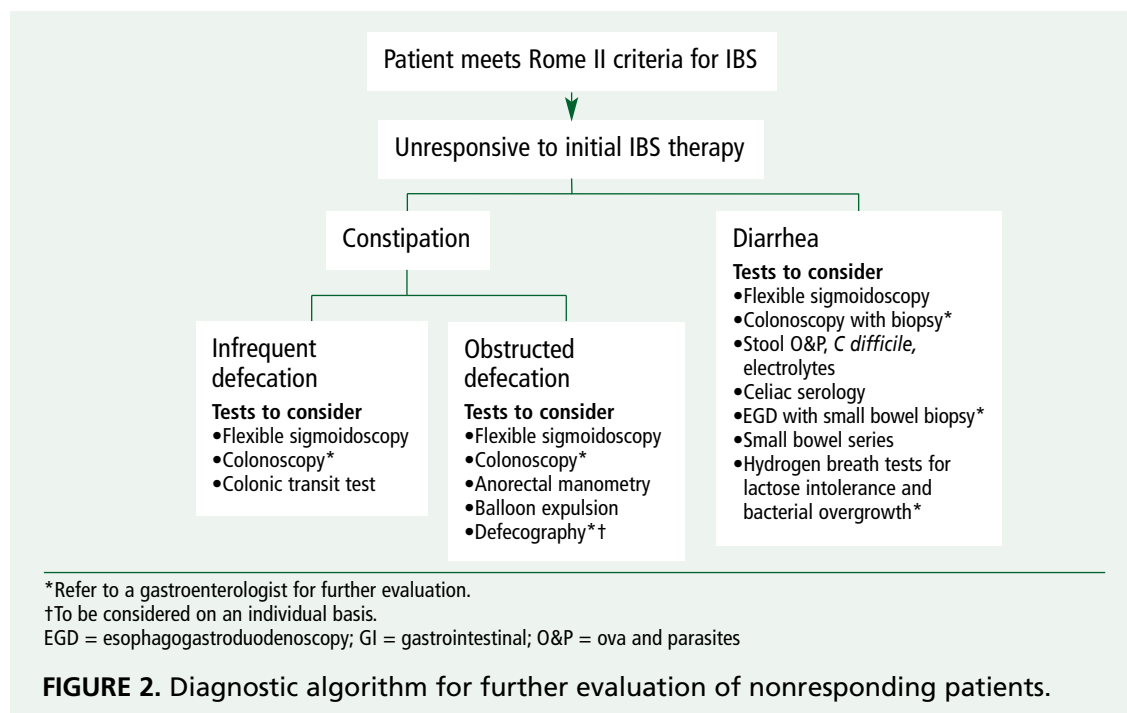 Patient meets Rome II criteria for IBS
Unresponsive to initial IBS therapy
Constipation
Infrequent
defecation
Tests to consider
•Flexible sigmoidoscopy
•Colonoscopy*
•Colonic transit test
Obstructed
defecation
Tests to consider
•Flexible sigmoidoscopy
•Colonoscopy*
•Anorectal manometry
•Balloon expulsion
•Defecography*†
Diarrhea
Tests to consider
•Flexible sigmoidoscopy
•Colonoscopy with biopsy*
•Stool O&P, C difficile,
electrolytes
•Celiac serology
•EGD with small bowel biopsy*
•Small bowel series
•Hydrogen breath tests for
lactose intolerance and
bacterial overgrowth*
*Refer to a gastroenterologist for further evaluation.
†To be considered on an individual basis.
EGD = esophagogastroduodenoscopy; GI = gastrointestinal; O&P = ova and parasites
FIGURE 2. Diagnostic algorithm for further evaluation of nonresponding patients.